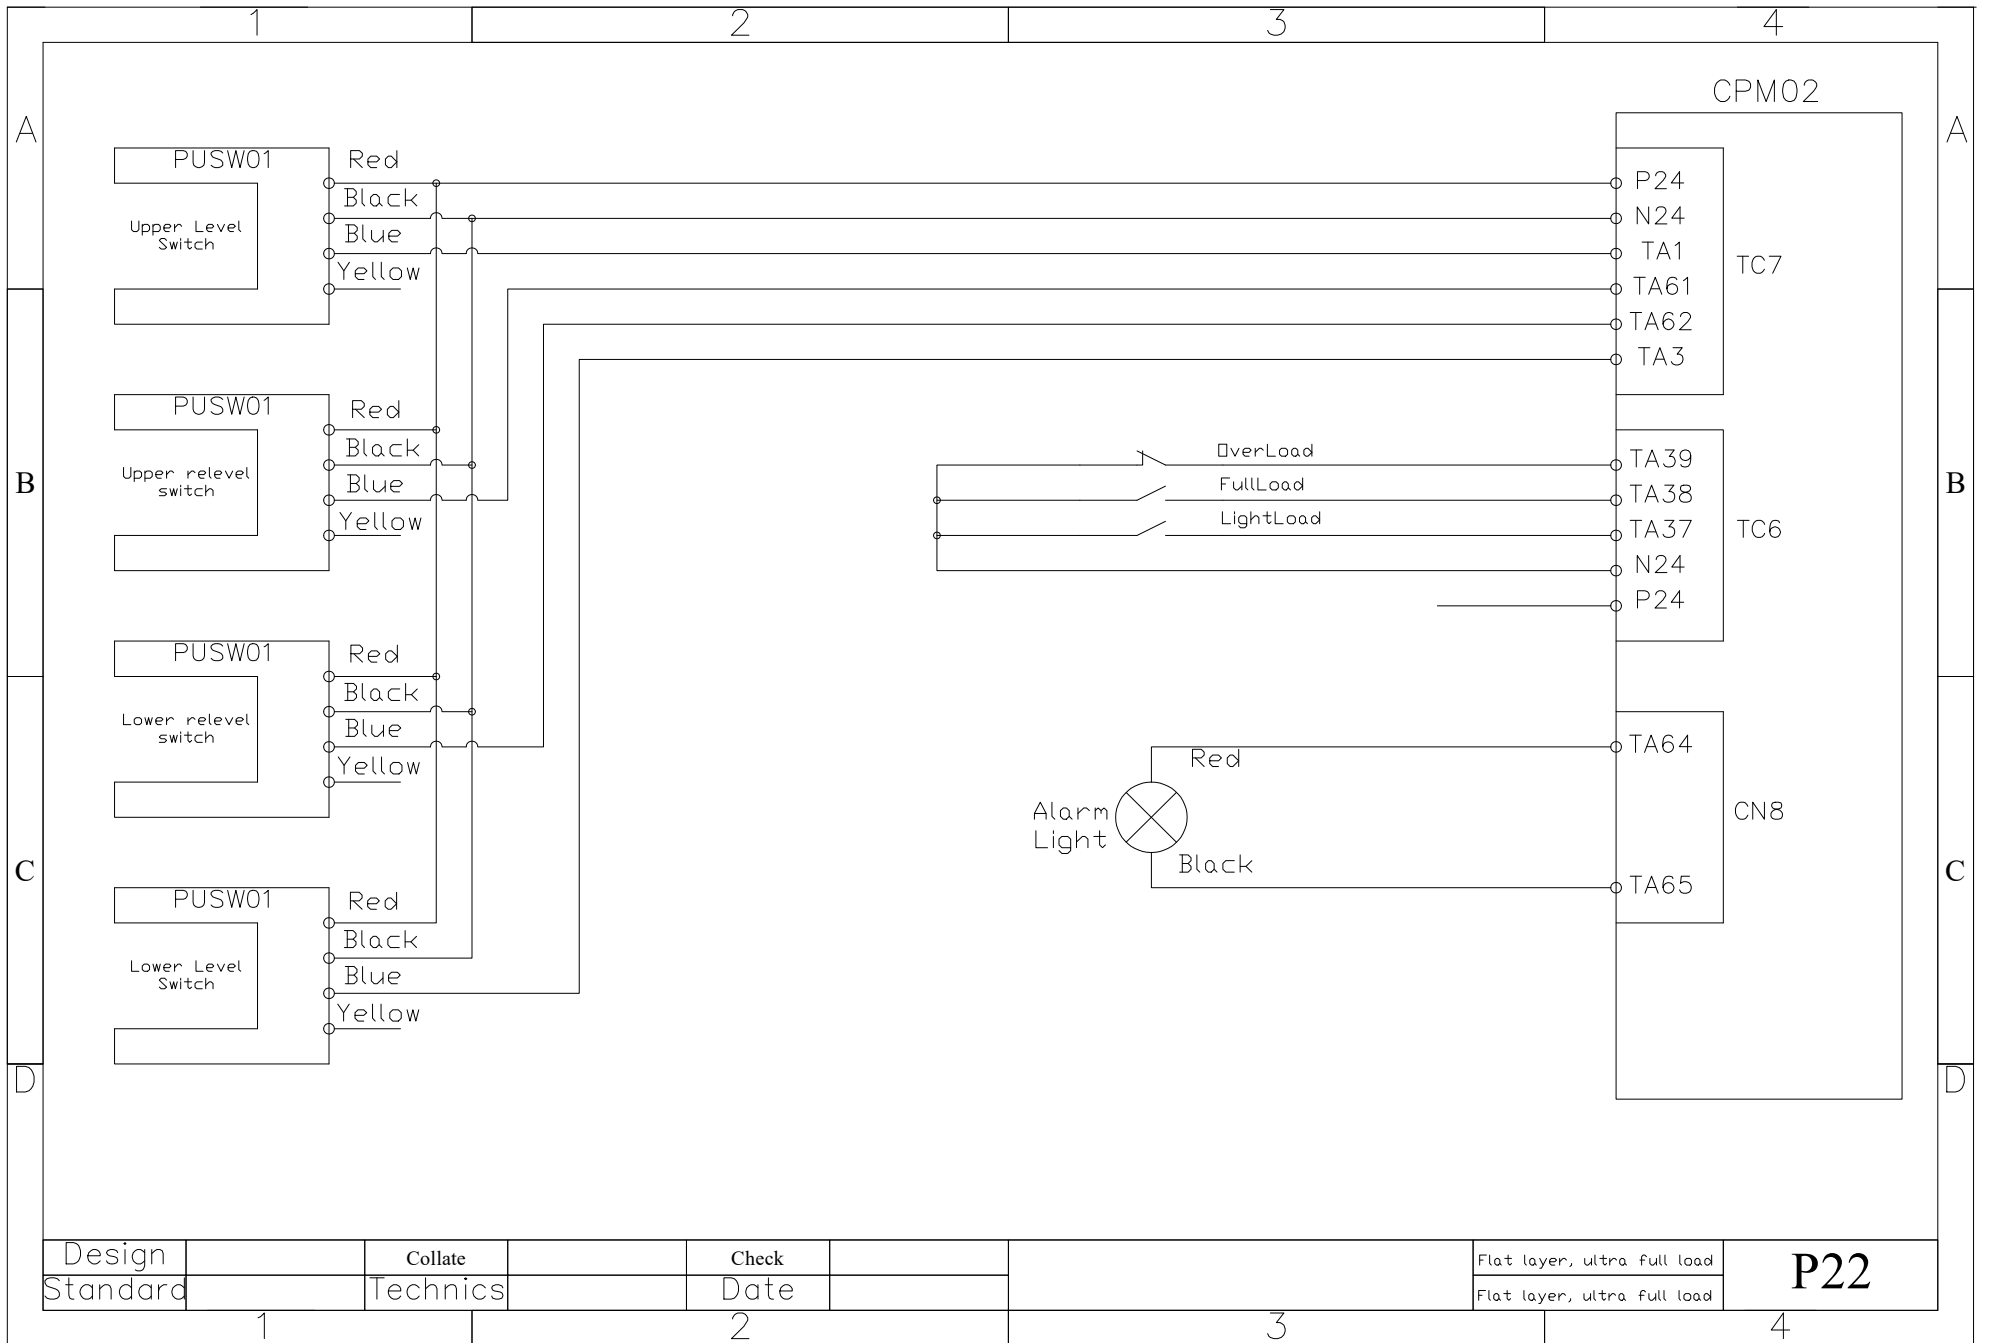 1
2
3
4
A
A
CPM02
PUSW01
Red
Black
Blue
Yellow
Upper Level
Switch
P24
N24
TA1
TA61
TA62
TA3
TC7
B
B
PUSW01
Red
Black
Blue
Yellow
Upper relevel
switch
OverLoad
FullLoad
LightLoad
TA39
TA38
TA37
N24
P24
TC6
PUSW01
Red
Black
Blue
Yellow
Lower relevel
switch
Red
Alarm
Light
Black
TA64
TA65
CN8
C
C
PUSW01
Red
Black
Blue
Yellow
Lower Level
Switch
D
D
Design
Collate
Check
Flat layer, ultra full load
P22
Standard
Technics
Date
Flat layer, ultra full load
1
2
3
4